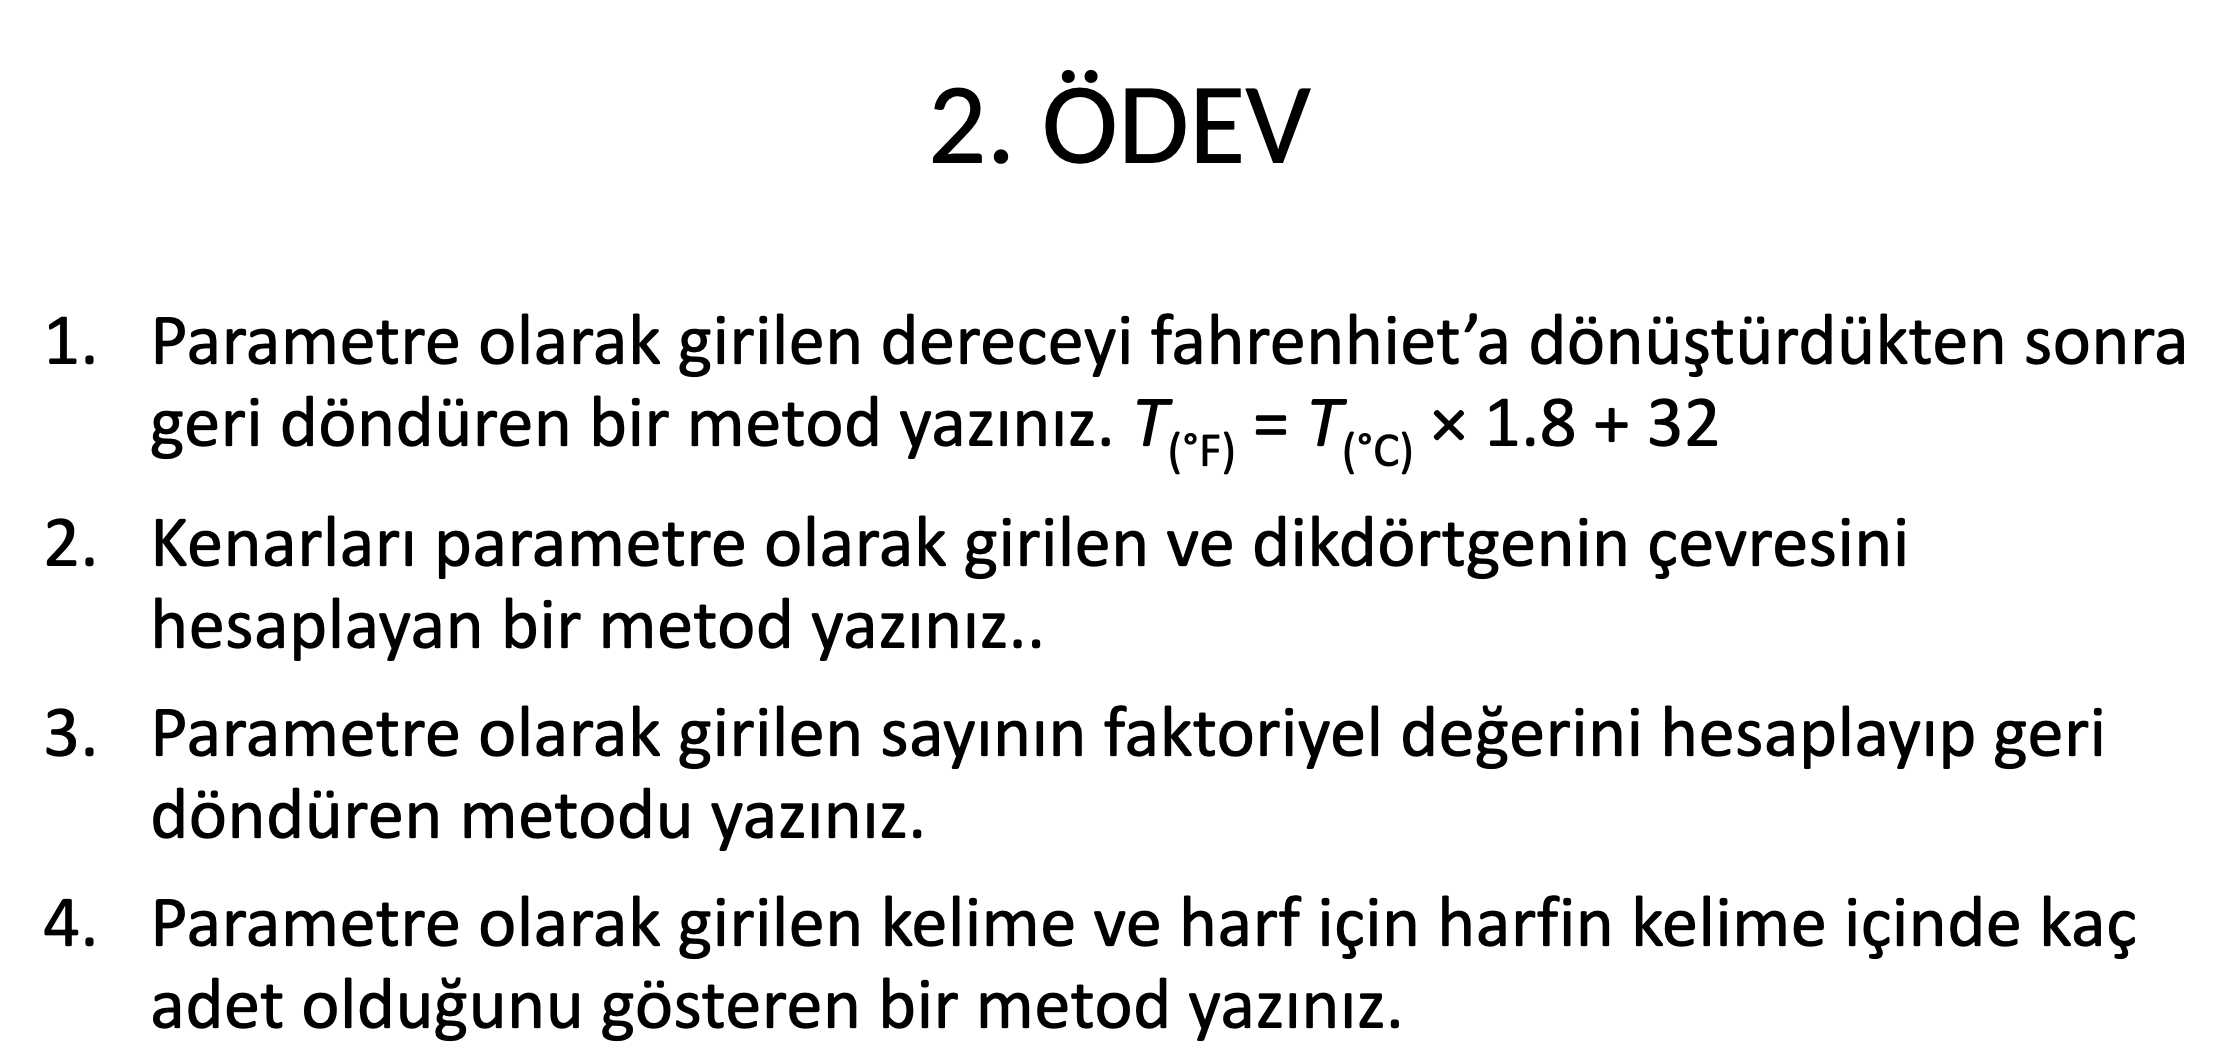 2. ÖDEV
1. Parametre olarak girilen dereceyi fahrenhiet’a dönüştürdükten sonra
geri döndüren bir metod yazınız. T(°F) = T(°C) × 1.8 + 32
2. Kenarları parametre olarak girilen ve dikdörtgenin çevresini
hesaplayan bir metod yazınız..
3. Parametre olarak girilen sayının faktoriyel değerini hesaplayıp geri
döndüren metodu yazınız.
4. Parametre olarak girilen kelime ve harf için harfin kelime içinde kaç
adet olduğunu gösteren bir metod yazınız.